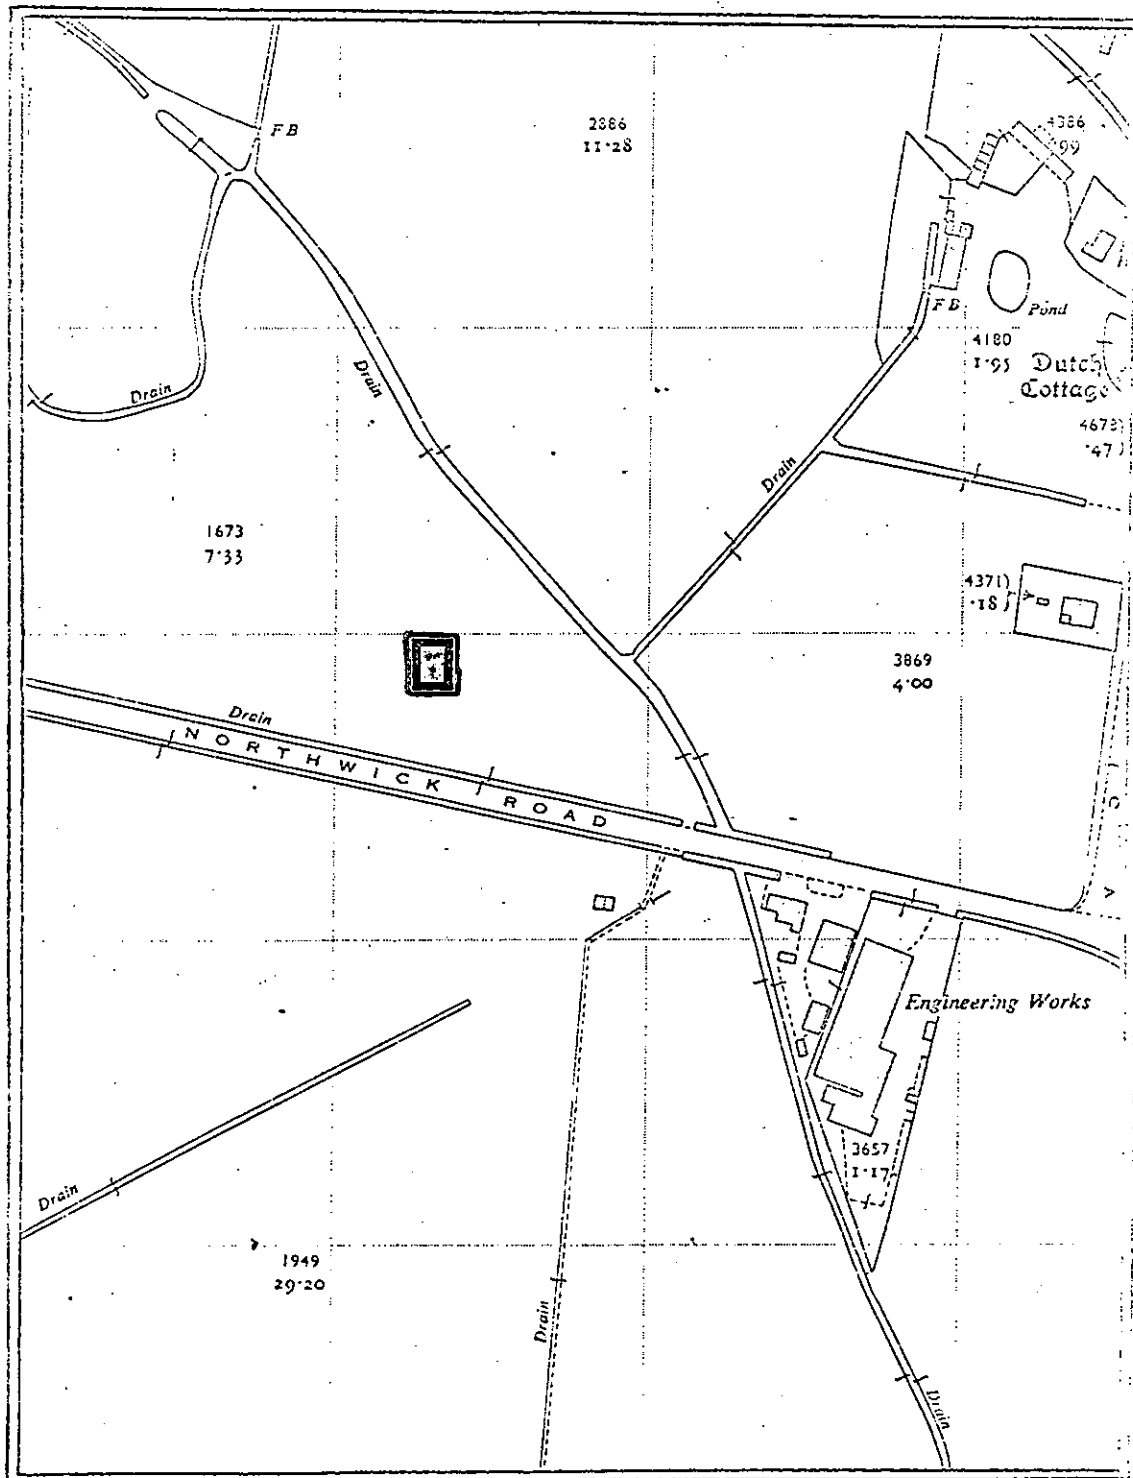 F B
2886
11·28
4386
·99
F B
Pond
4180
1·95
Dutch
Cottage
Drain
Drain
4678
·47
Drain
1673
7·33
4371
·18
3869
4·00
Drain
NORTHWICK ROAD
Engineering Works
3657
1·17
Drain
1949
29·20
Drain
Drain